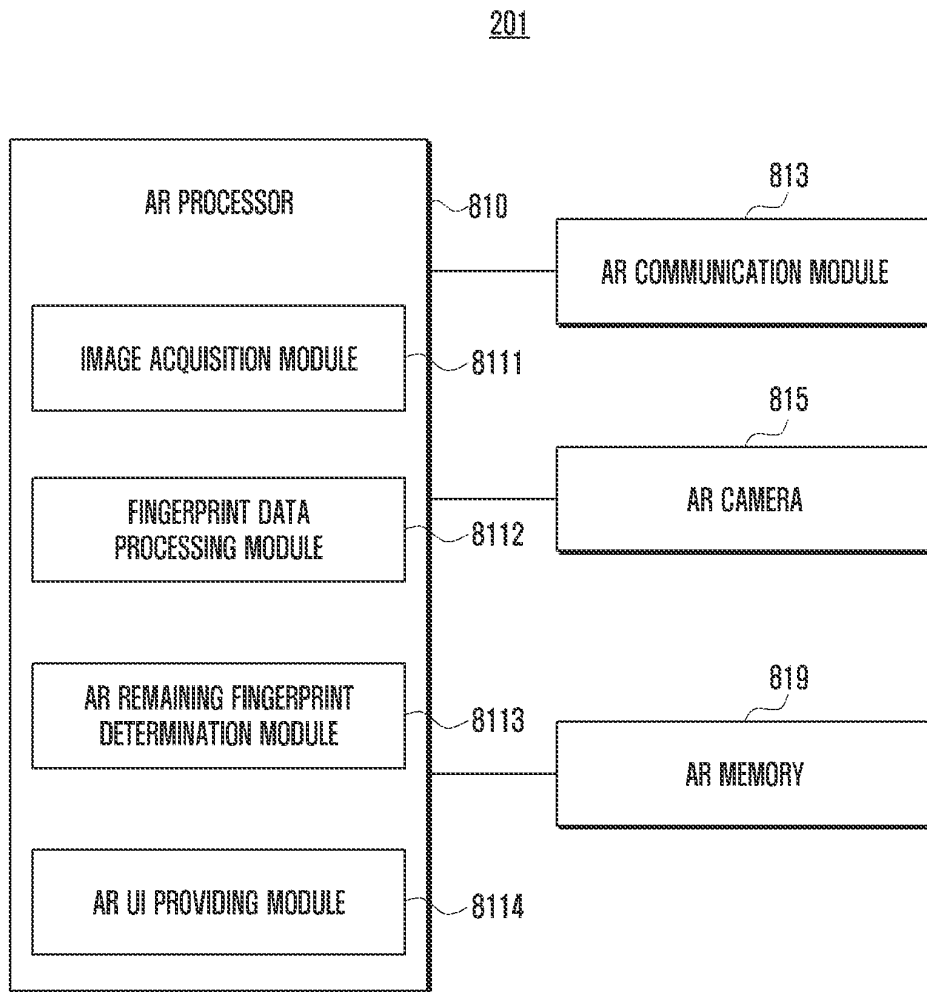 201
AR PROCESSOR
810
IMAGE ACQUISITION MODULE
8111
FINGERPRINT DATA
PROCESSING MODULE
8112
AR REMAINING FINGERPRINT
DETERMINATION MODULE
8113
AR UI PROVIDING MODULE
8114
813
AR COMMUNICATION MODULE
815
AR CAMERA
819
AR MEMORY